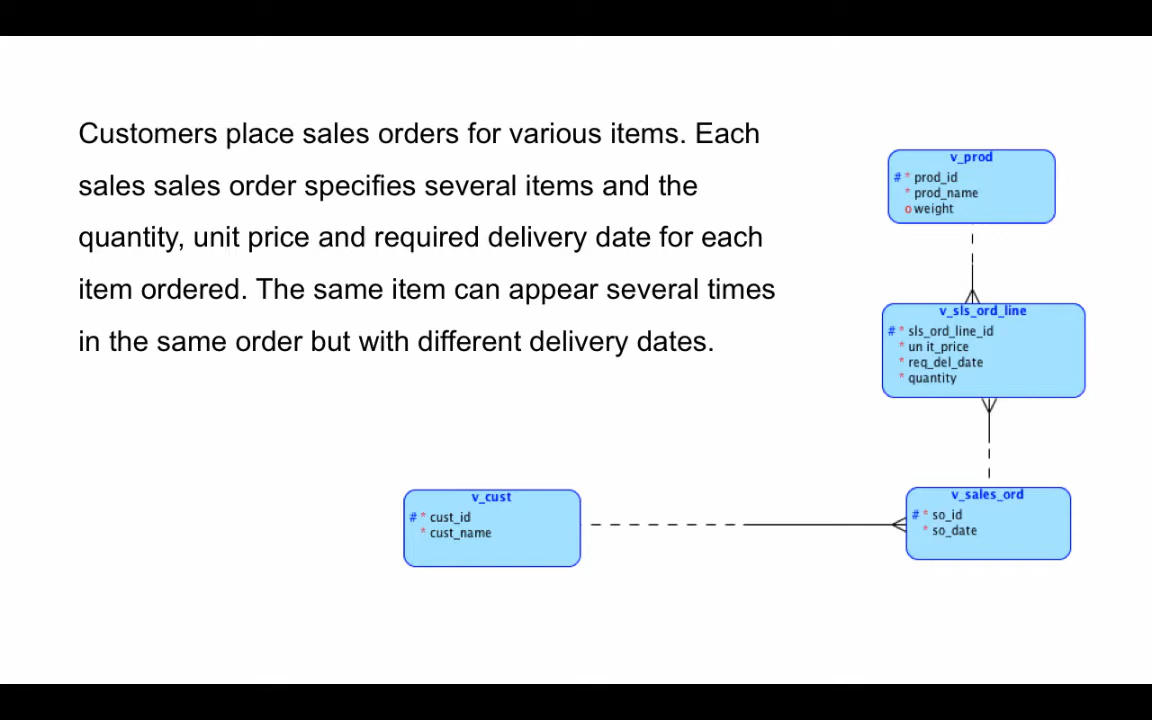 Customers place sales orders for various items. Each
sales sales order specifies several items and the
quantity, unit price and required delivery date for each
item ordered. The same item can appear several times
in the same order but with different delivery dates.
v_prod
# * prod_id
* prod_name
o weight
v_sls_ord_line
# * sls_ord_line_id
* un it_price
* req_del_date
* quantity
v_cust
# * cust_id
* cust_name
v_sales_ord
# * so_id
* so_date